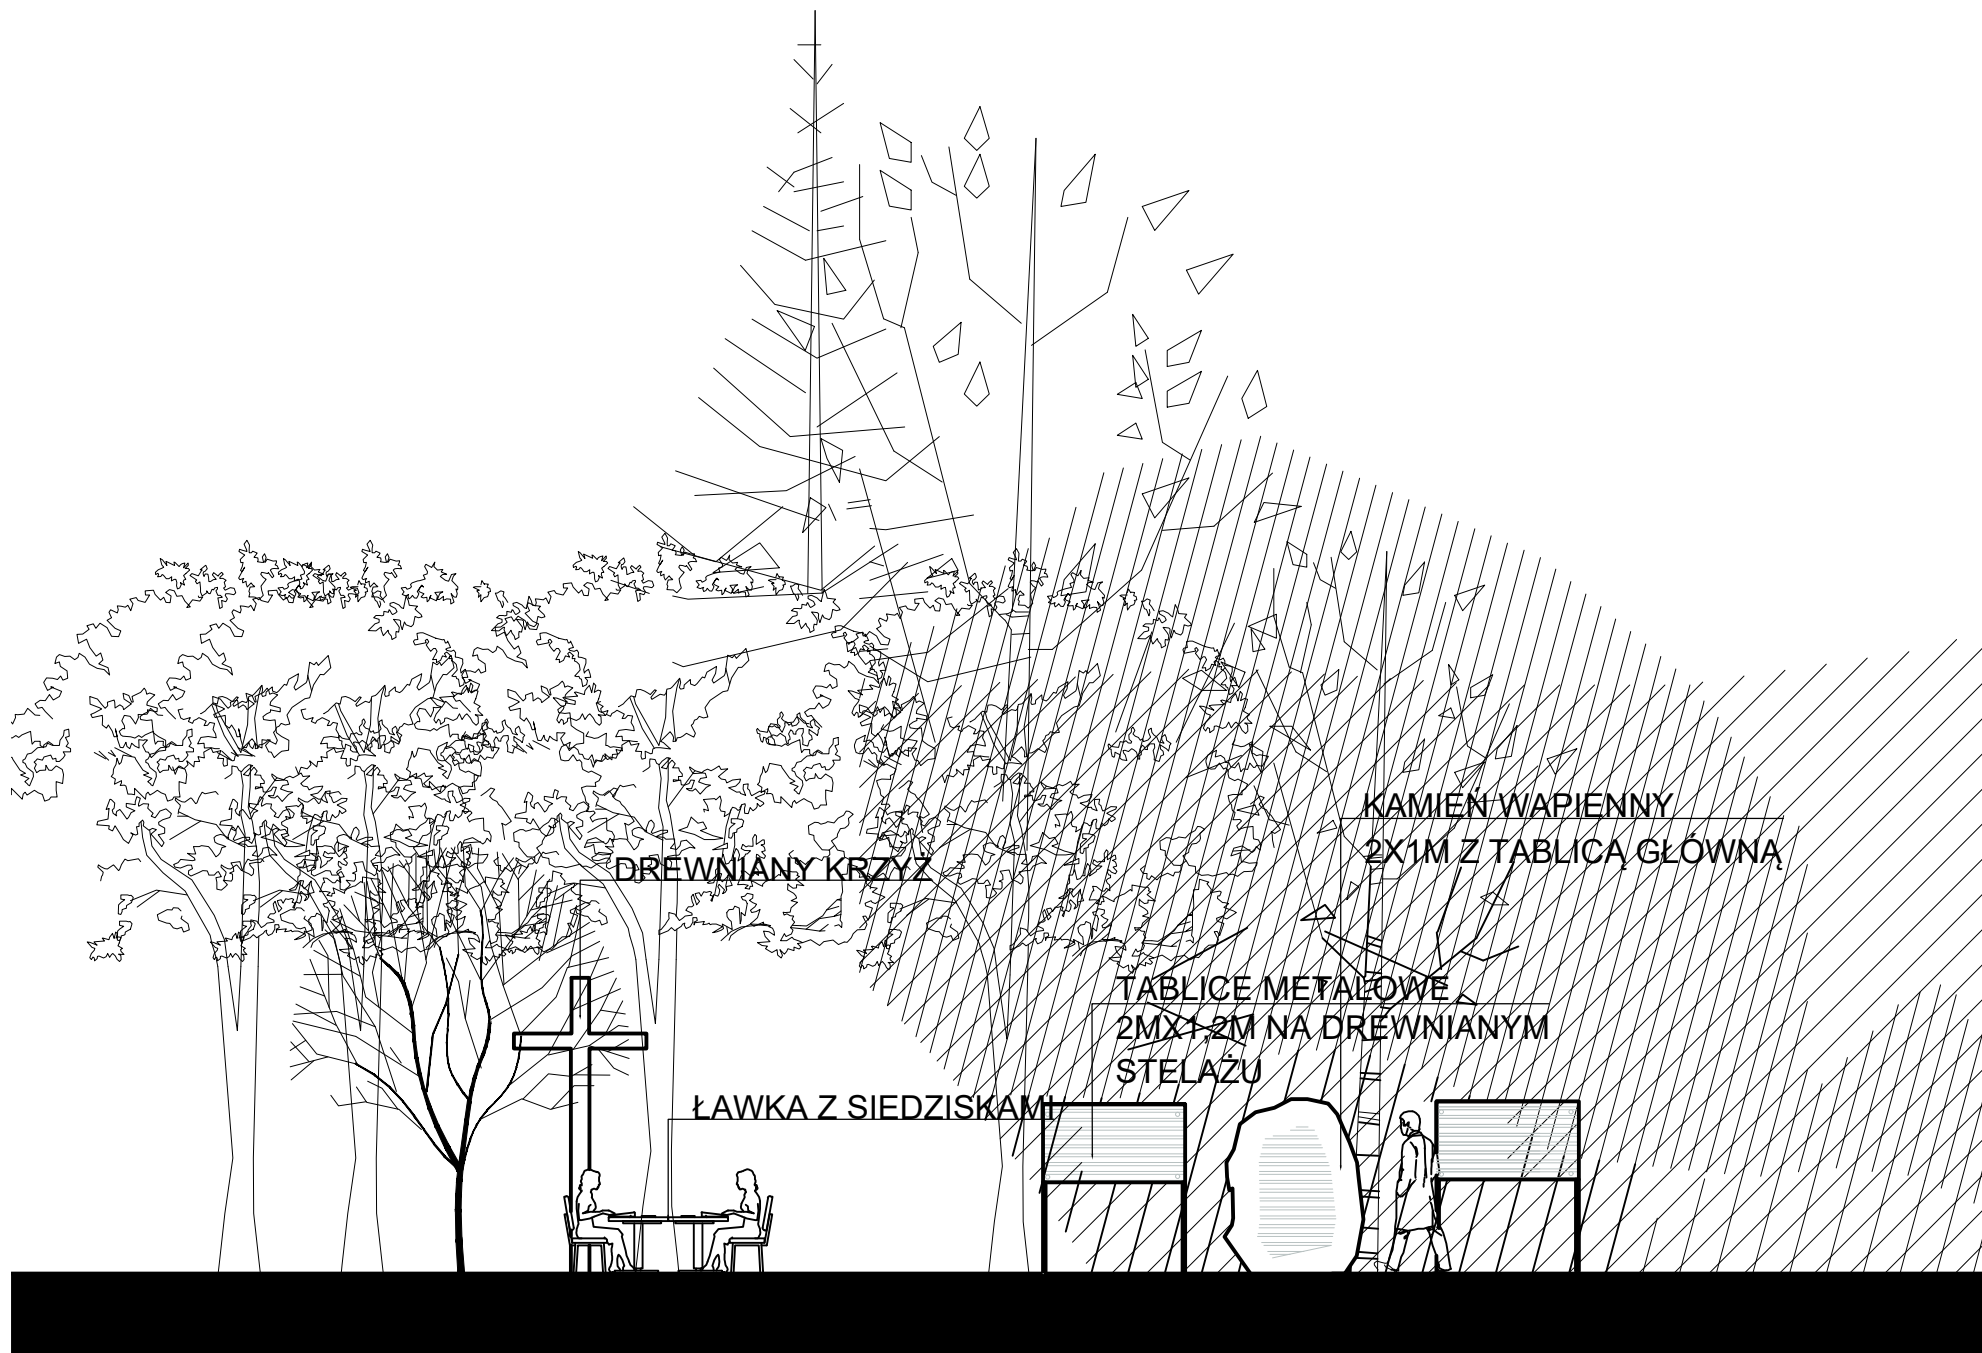 KAMIEŃ WAPIENNY
2X1M Z TABLICĄ GŁÓWNĄ
DREWNIANY KRZYŻ
TABLICE METALOWE
2MX1,2M NA DREWNIANYM
STELAŻU
ŁAWKA Z SIEDZISKAMI